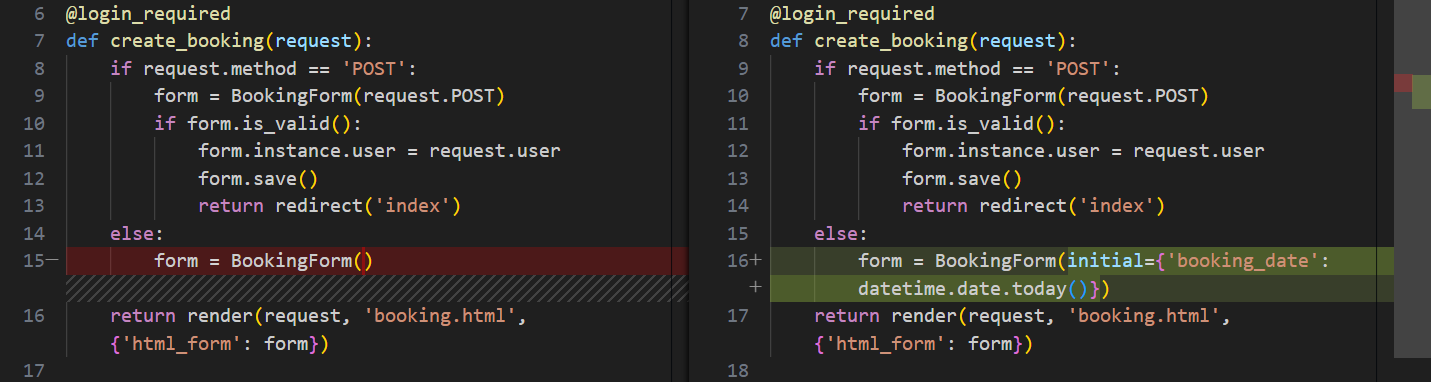 6 @login_required
7 def create_booking(request):
8 if request.method == 'POST':
9 form = BookingForm(request.POST)
10 if form.is_valid():
11 form.instance.user = request.user
12 form.save()
13 return redirect('index')
14 else:
15− form = BookingForm()
16 return render(request, 'booking.html',
{'html_form': form})
17
7 @login_required
8 def create_booking(request):
9 if request.method == 'POST':
10 form = BookingForm(request.POST)
11 if form.is_valid():
12 form.instance.user = request.user
13 form.save()
14 return redirect('index')
15 else:
16+ form = BookingForm(initial={'booking_date':
+ datetime.date.today()})
17 return render(request, 'booking.html',
{'html_form': form})
18